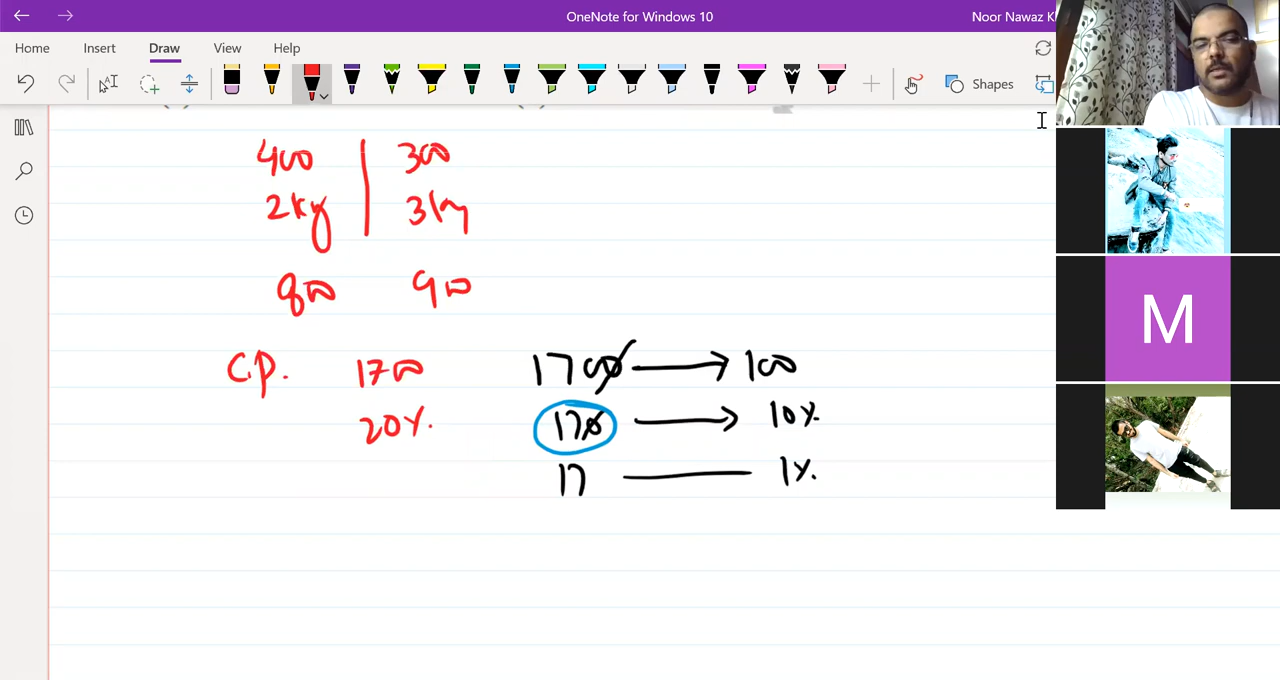 OneNote for Windows 10
Noor Nawaz K
Home Insert Draw View Help
Shapes
400 | 300
2kg | 3kg
800 900
C.P. 1700
20%.
1700 → 100
170 → 10%.
17 — 1%.
M